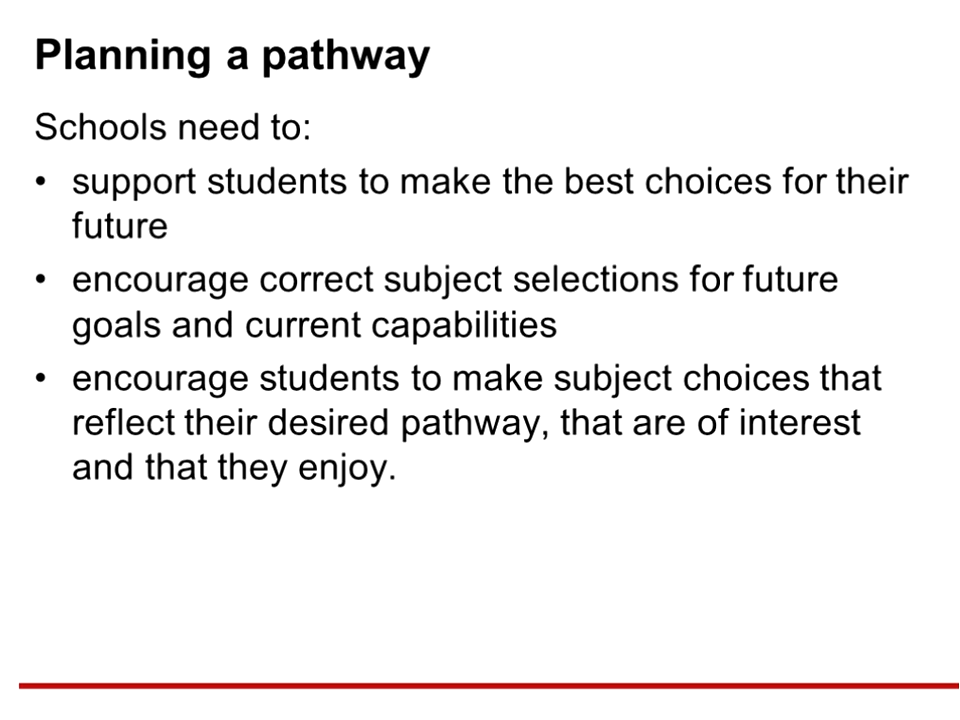 Planning a pathway
Schools need to:
• support students to make the best choices for their
future
• encourage correct subject selections for future
goals and current capabilities
• encourage students to make subject choices that
reflect their desired pathway, that are of interest
and that they enjoy.